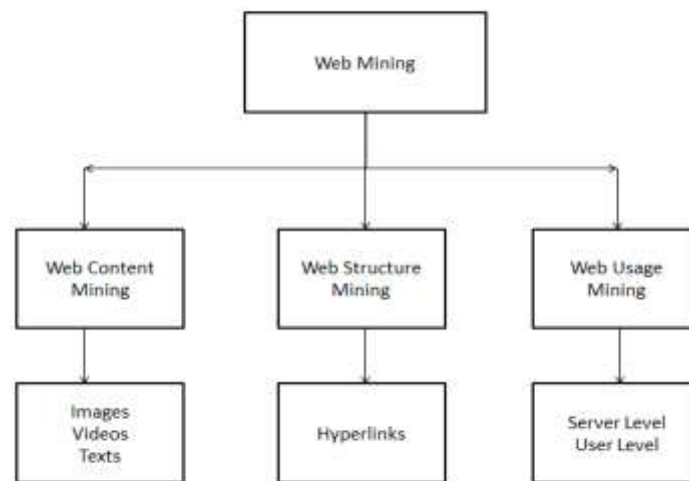 Web Mining
Web Content
Mining
Web Structure
Mining
Web Usage
Mining
Images
Videos
Texts
Hyperlinks
Server Level
User Level